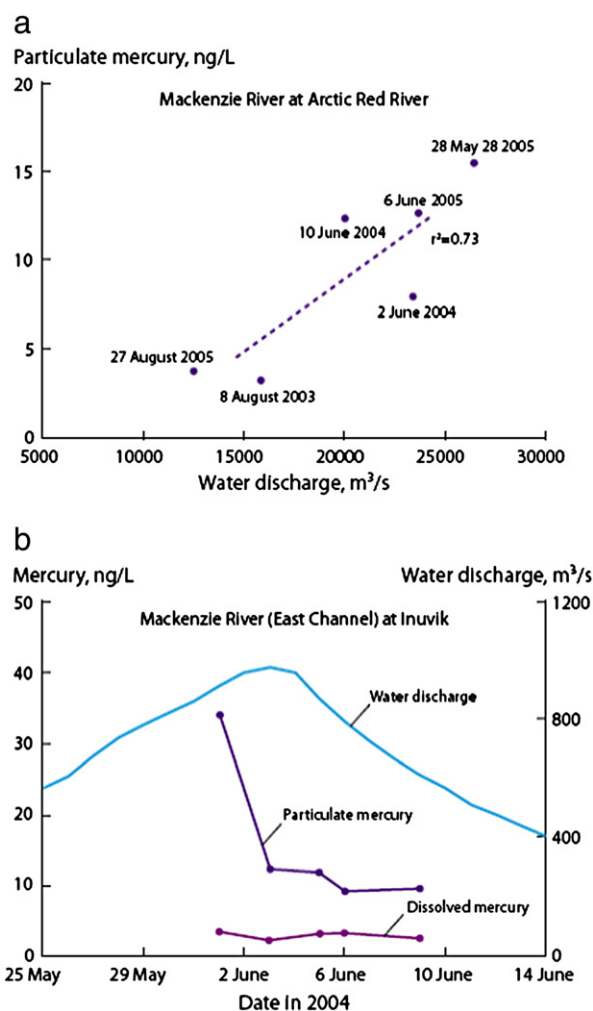 a
Particulate mercury, ng/L
20
Mackenzie River at Arctic Red River
28 May 28 2005
15
6 June 2005
10 June 2004
r²=0.73
10
2 June 2004
5
27 August 2005
8 August 2003
0
5000 10000 15000 20000 25000 30000
Water discharge, m³/s
b
Mercury, ng/L Water discharge, m³/s
50 1200
Mackenzie River (East Channel) at Inuvik
40
Water discharge
30 800
20
Particulate mercury
400
10
Dissolved mercury
0 0
25 May 29 May 2 June 6 June 10 June 14 June
Date in 2004